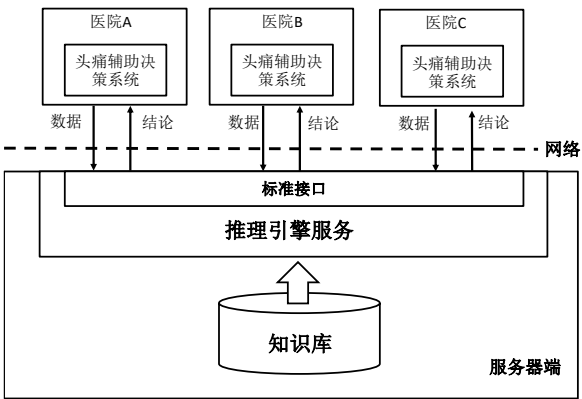 医院A
医院B
医院C
头痛辅助决
策系统
头痛辅助决
策系统
头痛辅助决
策系统
数据
结论
数据
结论
数据
结论
网络
标准接口
推理引擎服务
知识库
服务器端